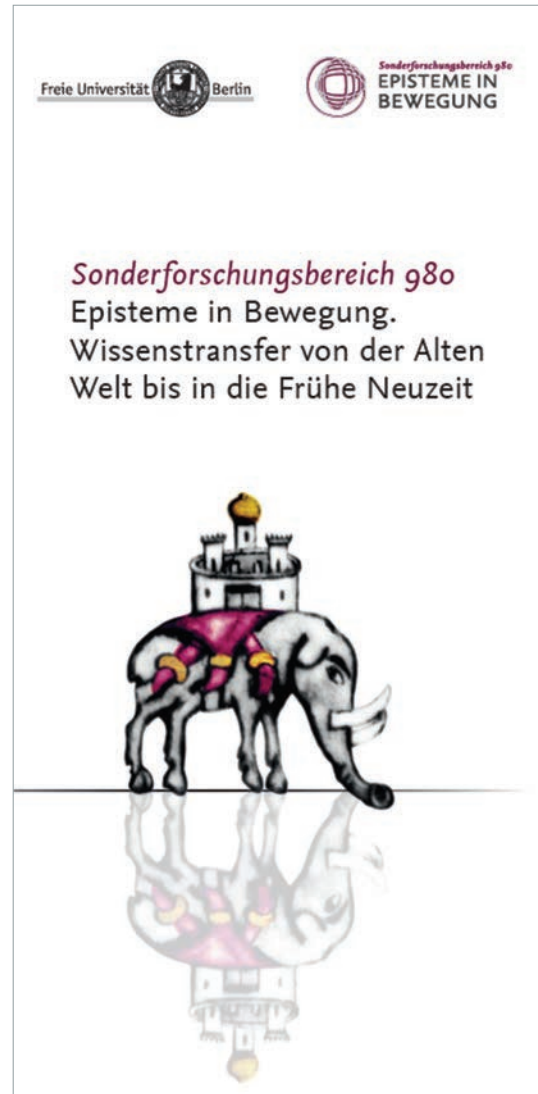 Freie Universität Berlin
Sonderforschungsbereich 980
EPISTEME IN
BEWEGUNG
Sonderforschungsbereich 980
Episteme in Bewegung.
Wissenstransfer von der Alten
Welt bis in die Frühe Neuzeit